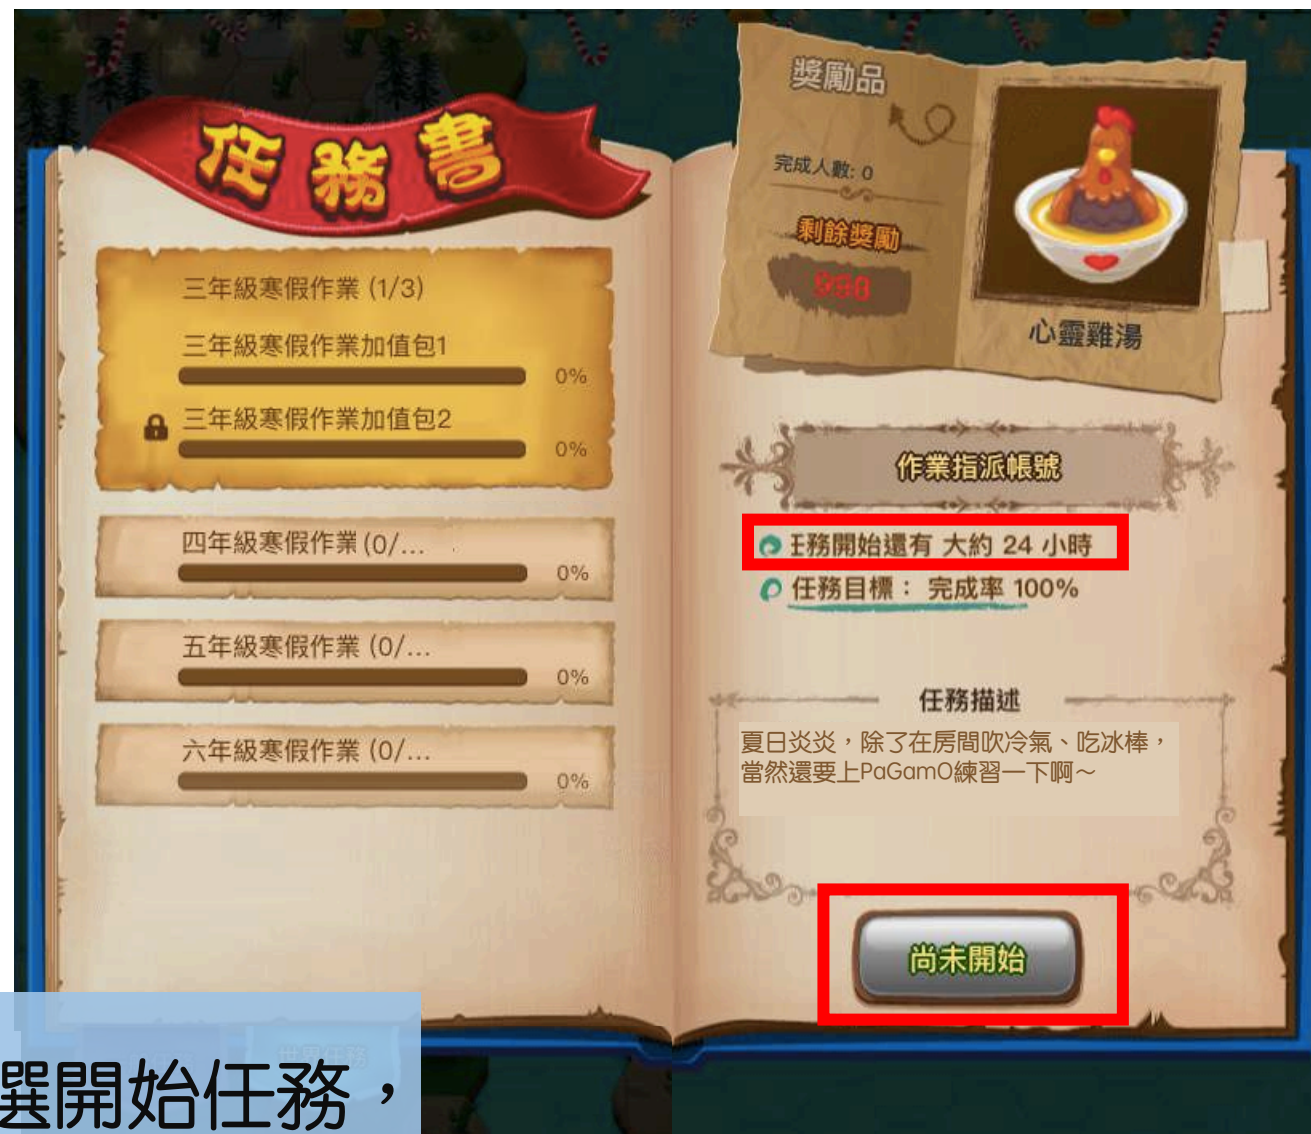 任務書
三年級寒假作業 (1/3)
三年級寒假作業加值包1
0%
三年級寒假作業加值包2
0%
四年級寒假作業 (0/...
0%
五年級寒假作業 (0/...
0%
六年級寒假作業 (0/...
0%
獎勵品
完成人數: 0
剩餘獎勵
998
心靈雞湯
作業指派帳號
任務開始還有 大約 24 小時
任務目標： 完成率 100%
任務描述
夏日炎炎，除了在房間吹冷氣、吃冰棒，
當然還要上PaGamO練習一下啊～
尚未開始
世界任務
選開始任務，